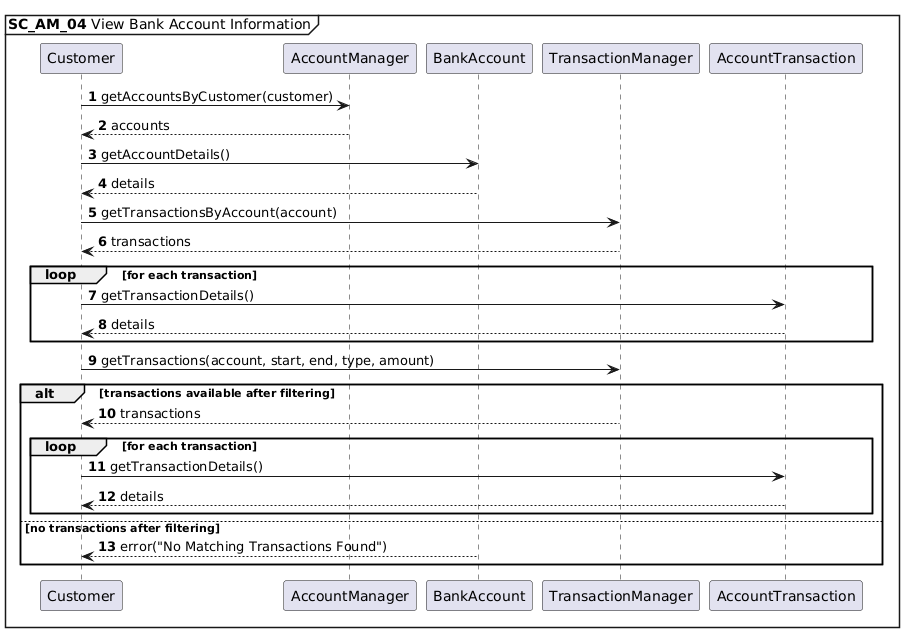 SC_AM_04 View Bank Account Information
Customer AccountManager BankAccount TransactionManager AccountTransaction
1 getAccountsByCustomer(customer)
2 accounts
3 getAccountDetails()
4 details
5 getTransactionsByAccount(account)
6 transactions
loop [for each transaction]
7 getTransactionDetails()
8 details
9 getTransactions(account, start, end, type, amount)
alt [transactions available after filtering]
10 transactions
loop [for each transaction]
11 getTransactionDetails()
12 details
[no transactions after filtering]
13 error("No Matching Transactions Found")
Customer AccountManager BankAccount TransactionManager AccountTransaction